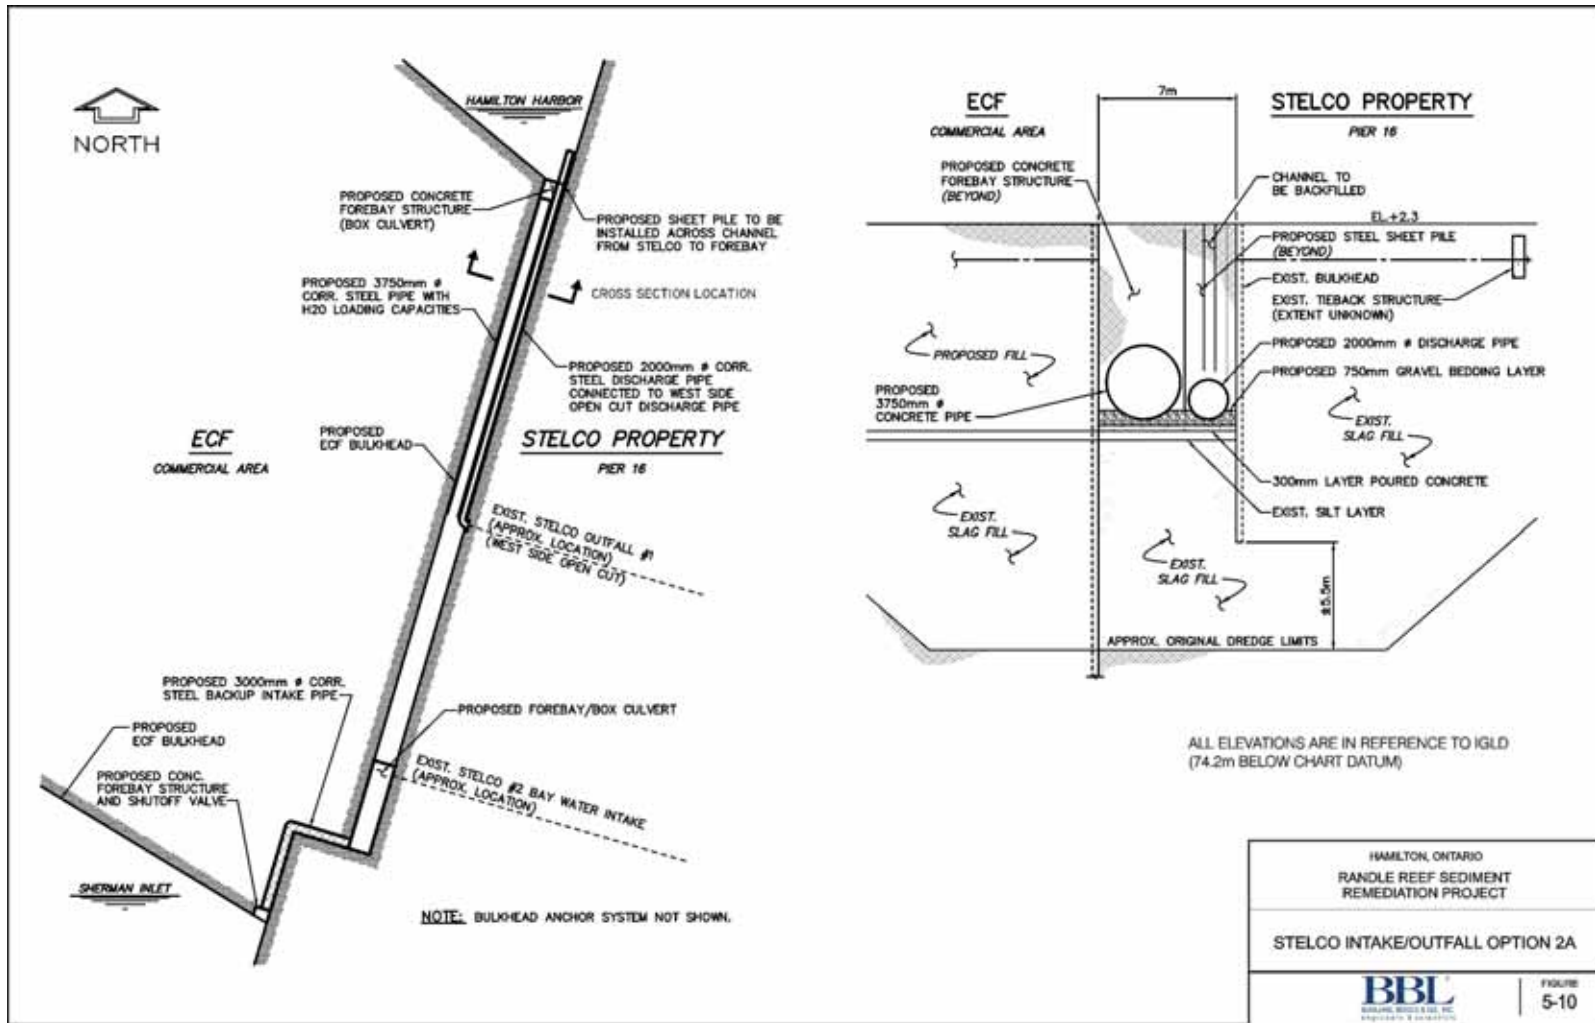 NORTH
HAMILTON HARBOR
PROPOSED CONCRETE
FOREBAY STRUCTURE
(BOX CULVERT)
PROPOSED SHEET PILE TO BE
INSTALLED ACROSS CHANNEL
FROM STELCO TO FOREBAY
PROPOSED 3750mm ø
CORR. STEEL PIPE WITH
H20 LOADING CAPACITIES
CROSS SECTION LOCATION
PROPOSED 2000mm ø CORR.
STEEL DISCHARGE PIPE
CONNECTED TO WEST SIDE
OPEN CUT DISCHARGE PIPE
PROPOSED
ECF BULKHEAD
ECF
COMMERCIAL AREA
STELCO PROPERTY
PIER 16
EXIST. STELCO OUTFALL #1
(APPROX. LOCATION)
(WEST SIDE OPEN CUT)
PROPOSED 3000mm ø CORR.
STEEL BACKUP INTAKE PIPE
PROPOSED
ECF BULKHEAD
PROPOSED FOREBAY/BOX CULVERT
PROPOSED CONC.
FOREBAY STRUCTURE
AND SHUTOFF VALVE
EXIST. STELCO #2 BAY WATER INTAKE
(APPROX. LOCATION)
SHERMAN INLET
NOTE: BULKHEAD ANCHOR SYSTEM NOT SHOWN.
7m
ECF
COMMERCIAL AREA
STELCO PROPERTY
PIER 16
PROPOSED CONCRETE
FOREBAY STRUCTURE
(BEYOND)
CHANNEL TO
BE BACKFILLED
EL.+2.3
PROPOSED STEEL SHEET PILE
(BEYOND)
EXIST. BULKHEAD
EXIST. TIEBACK STRUCTURE
(EXTENT UNKNOWN)
PROPOSED FILL
PROPOSED 2000mm ø DISCHARGE PIPE
PROPOSED 750mm GRAVEL BEDDING LAYER
PROPOSED
3750mm ø
CONCRETE PIPE
EXIST.
SLAG FILL
300mm LAYER POURED CONCRETE
EXIST. SILT LAYER
EXIST.
SLAG FILL
EXIST.
SLAG FILL
±5.5m
APPROX. ORIGINAL DREDGE LIMITS
ALL ELEVATIONS ARE IN REFERENCE TO IGLD
(74.2m BELOW CHART DATUM)
HAMILTON, ONTARIO
RANDLE REEF SEDIMENT
REMEDIATION PROJECT
STELCO INTAKE/OUTFALL OPTION 2A
BBL
FIGURE
5-10